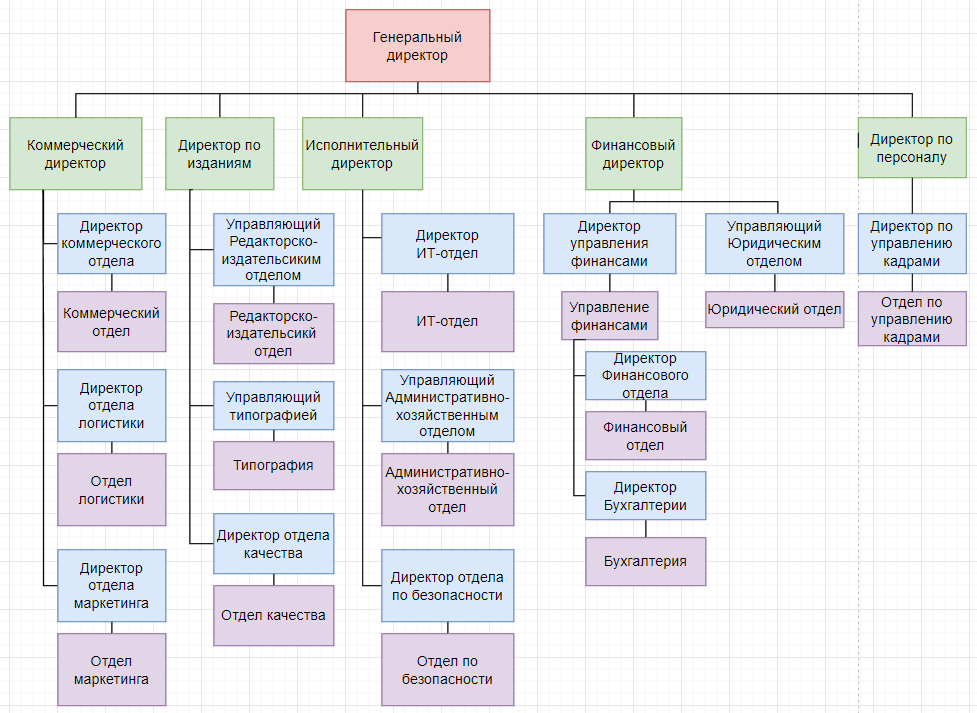 Генеральный
директор
Коммерческий
директор
Директор по
изданиям
Исполнительный
директор
Финансовый
директор
Директор по
персоналу
Директор
коммерческого
отдела
Коммерческий
отдел
Директор
отдела
логистики
Отдел
логистики
Директор
отдела
маркетинга
Отдел
маркетинга
Управляющий
Редакторско-
издательсиким
отделом
Редакторско-
издательсикй
отдел
Управляющий
типографией
Типография
Директор отдела
качества
Отдел качества
Директор
ИТ-отдел
ИТ-отдел
Управляющий
Административно-
хозяйственным
отделом
Административно-
хозяйственный
отдел
Директор отдела
по безопасности
Отдел по
безопасности
Директор
управления
финансами
Управление
финансами
Директор
Финансового
отдела
Финансовый
отдел
Директор
Бухгалтерии
Бухгалтерия
Управляющий
Юридическим
отделом
Юридический отдел
Директор по
управлению
кадрами
Отдел по
управлению
кадрами